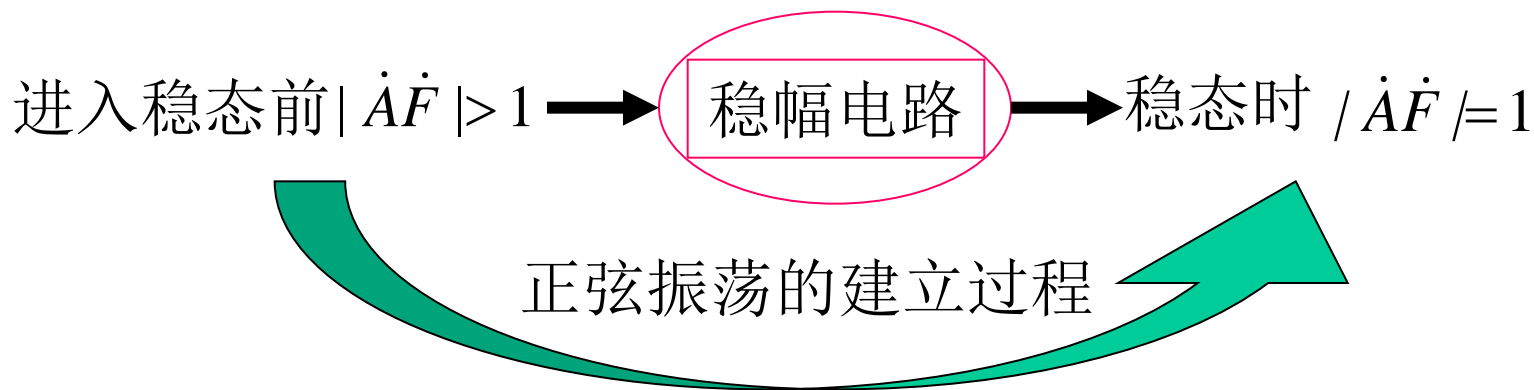 进入稳态前| ȦḞ |> 1 稳幅电路 稳态时 / ȦḞ /= 1
正弦振荡的建立过程